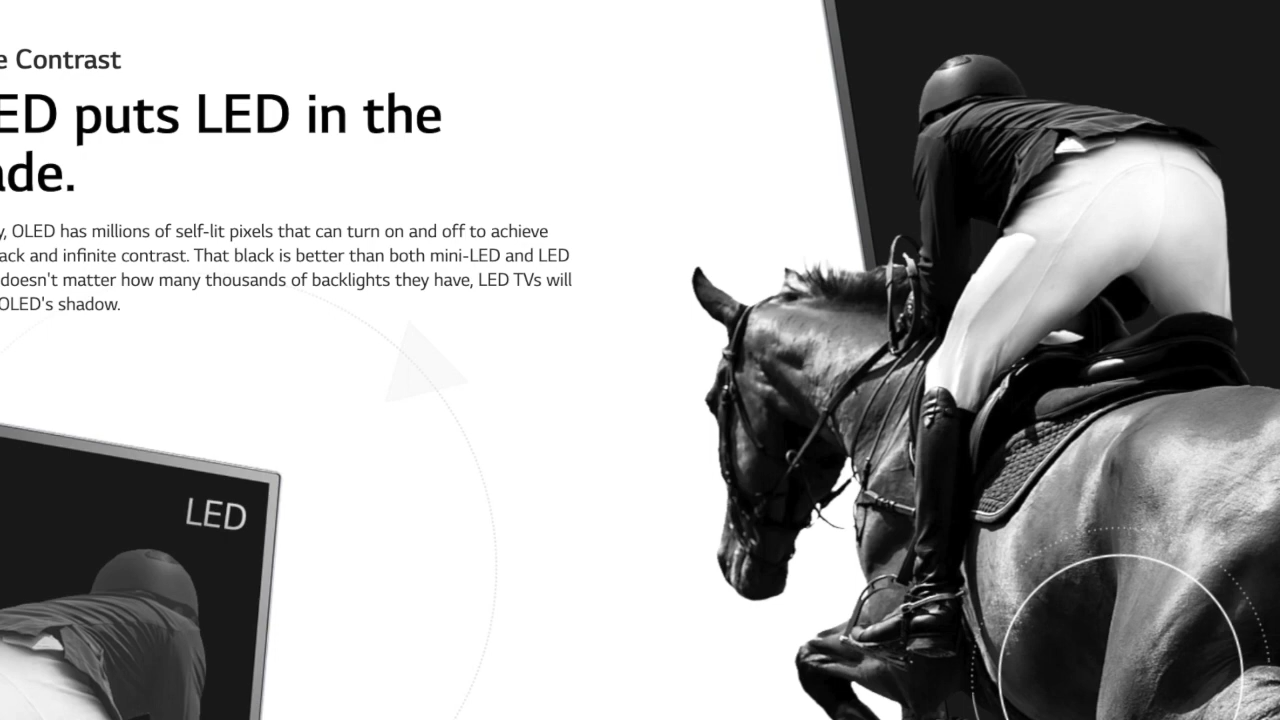 e Contrast
ED puts LED in the
ade.
y, OLED has millions of self-lit pixels that can turn on and off to achieve
ack and infinite contrast. That black is better than both mini-LED and LED
doesn't matter how many thousands of backlights they have, LED TVs will
OLED's shadow.
LED